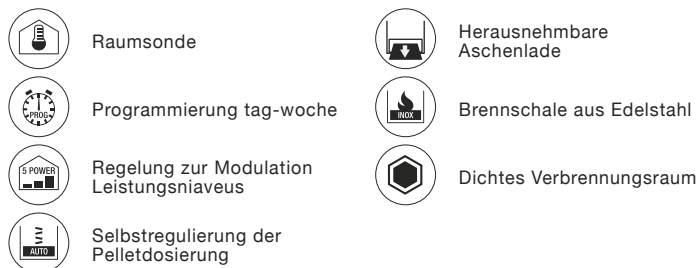 Raumsonde
PROG.
Programmierung tag-woche
5 POWER
Regelung zur Modulation
Leistungsniaveus
AUTO
Selbstregulierung der
Pelletdosierung
Herausnehmbare
Aschenlade
INOX
Brennschale aus Edelstahl
Dichtes Verbrennungsraum